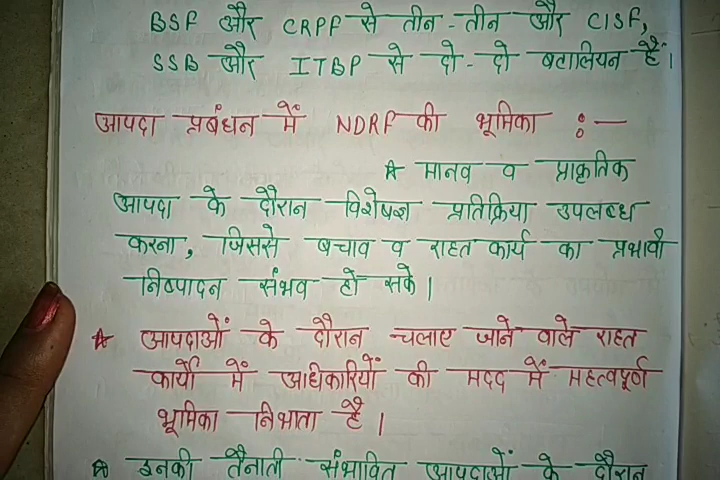 BSF और CRPF से तीन-तीन और CISF,
SSB और ITBP से दो-दो बटालियन हैं।
आपदा प्रबंधन में NDRF की भूमिका :—
☆ मानव व प्राकृतिक
आपदा के दौरान विशेषज्ञ प्रतिक्रिया उपलब्ध
करना, जिससे बचाव व राहत कार्य का प्रभावी
निष्पादन संभव हो सके।
☆ आपदाओं के दौरान चलाए जाने वाले राहत
कार्यों में अधिकारियों की मदद में महत्वपूर्ण
भूमिका निभाता है।
☆ इनकी तैनाती संभावित आपदाओं के दौरान